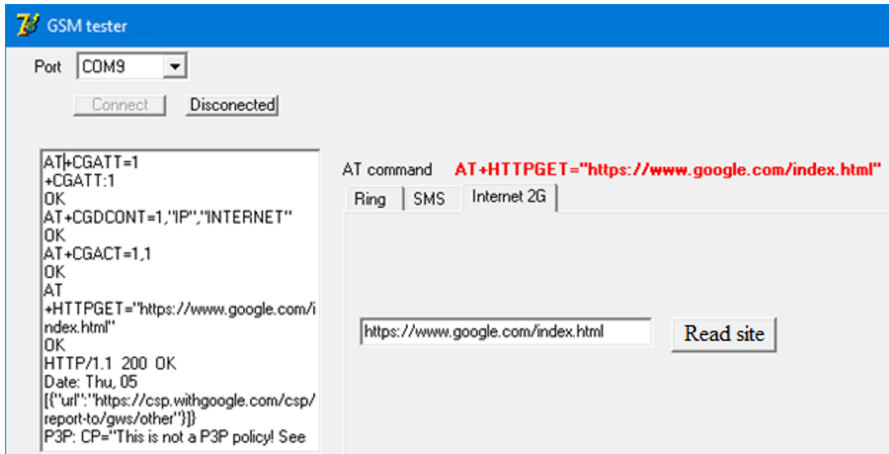 GSM tester
Port COM9
Connect Disconected
AT+CGATT=1
+CGATT:1
OK
AT+CGDCONT=1,"IP","INTERNET"
OK
AT+CGACT=1,1
OK
AT
+HTTPGET="https://www.google.com/i
ndex.html"
OK
HTTP/1.1 200 OK
Date: Thu, 05
[{"url":"https://csp.withgoogle.com/csp/
report-to/gws/other"}]}
P3P: CP="This is not a P3P policy! See
AT command AT+HTTPGET="https://www.google.com/index.html"
Ring SMS Internet 2G
https://www.google.com/index.html Read site